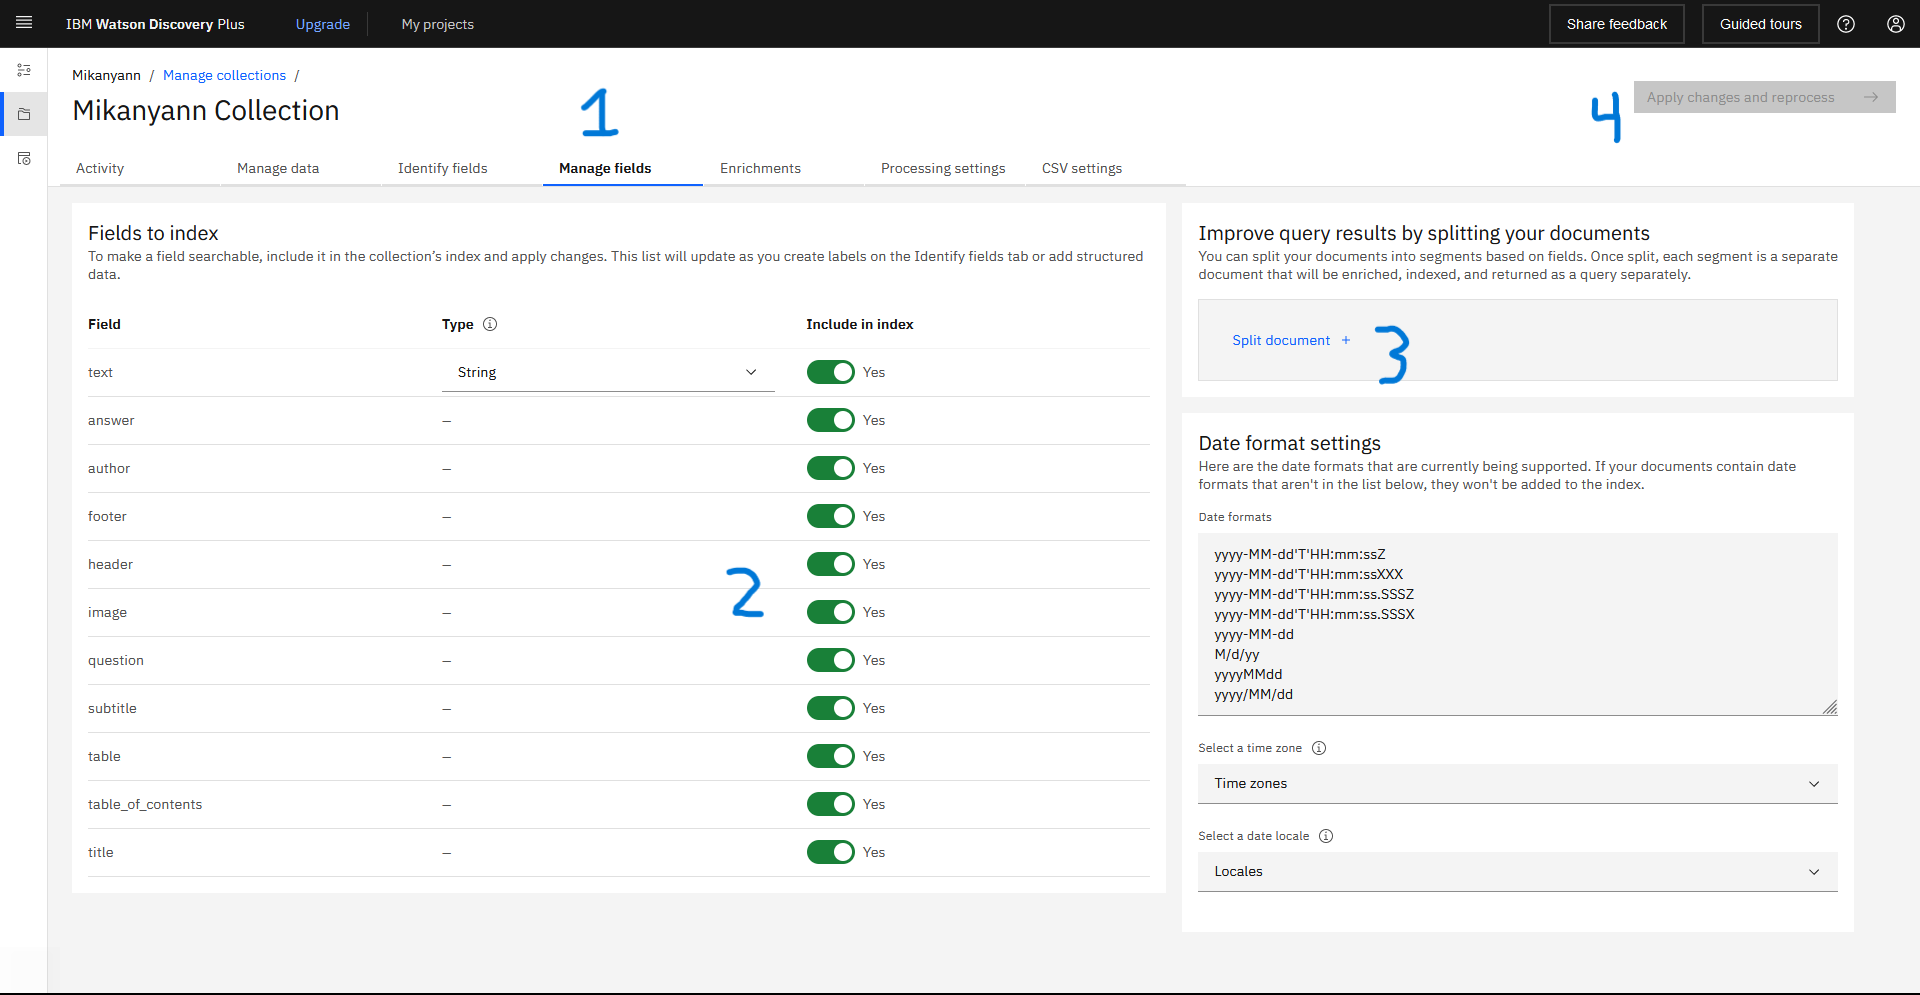 IBM Watson Discovery Plus
Upgrade
My projects
Share feedback
Guided tours
Mikanyann / Manage collections /
Mikanyann Collection
1
4
Apply changes and reprocess
Activity
Manage data
Identify fields
Manage fields
Enrichments
Processing settings
CSV settings
Fields to index
To make a field searchable, include it in the collection’s index and apply changes. This list will update as you create labels on the Identify fields tab or add structured
data.
Field
Type
Include in index
text
String
Yes
answer
–
Yes
author
–
Yes
footer
–
Yes
header
–
Yes
2
image
–
Yes
question
–
Yes
subtitle
–
Yes
table
–
Yes
table_of_contents
–
Yes
title
–
Yes
Improve query results by splitting your documents
You can split your documents into segments based on fields. Once split, each segment is a separate
document that will be enriched, indexed, and returned as a query separately.
Split document +
3
Date format settings
Here are the date formats that are currently being supported. If your documents contain date
formats that aren't in the list below, they won't be added to the index.
Date formats
yyyy-MM-dd'T'HH:mm:ssZ
yyyy-MM-dd'T'HH:mm:ssXXX
yyyy-MM-dd'T'HH:mm:ss.SSSZ
yyyy-MM-dd'T'HH:mm:ss.SSSX
yyyy-MM-dd
M/d/yy
yyyyMMdd
yyyy/MM/dd
Select a time zone
Time zones
Select a date locale
Locales